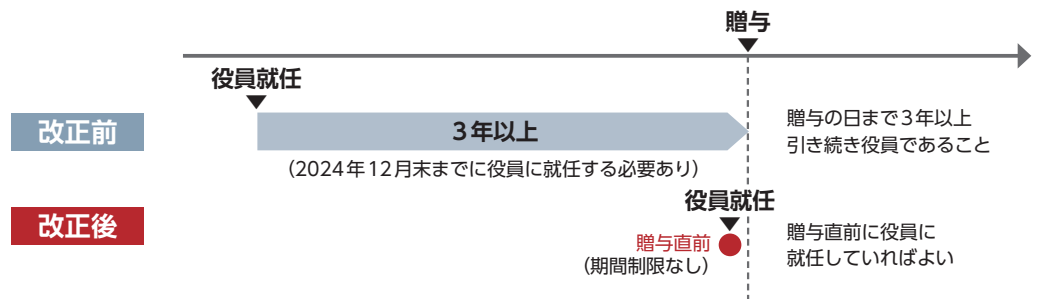 贈与
役員就任
改正前
3年以上
贈与の日まで3年以上
引き続き役員であること
（2024年12月末までに役員に就任する必要あり）
役員就任
改正後
贈与直前
（期間制限なし）
贈与直前に役員に
就任していればよい